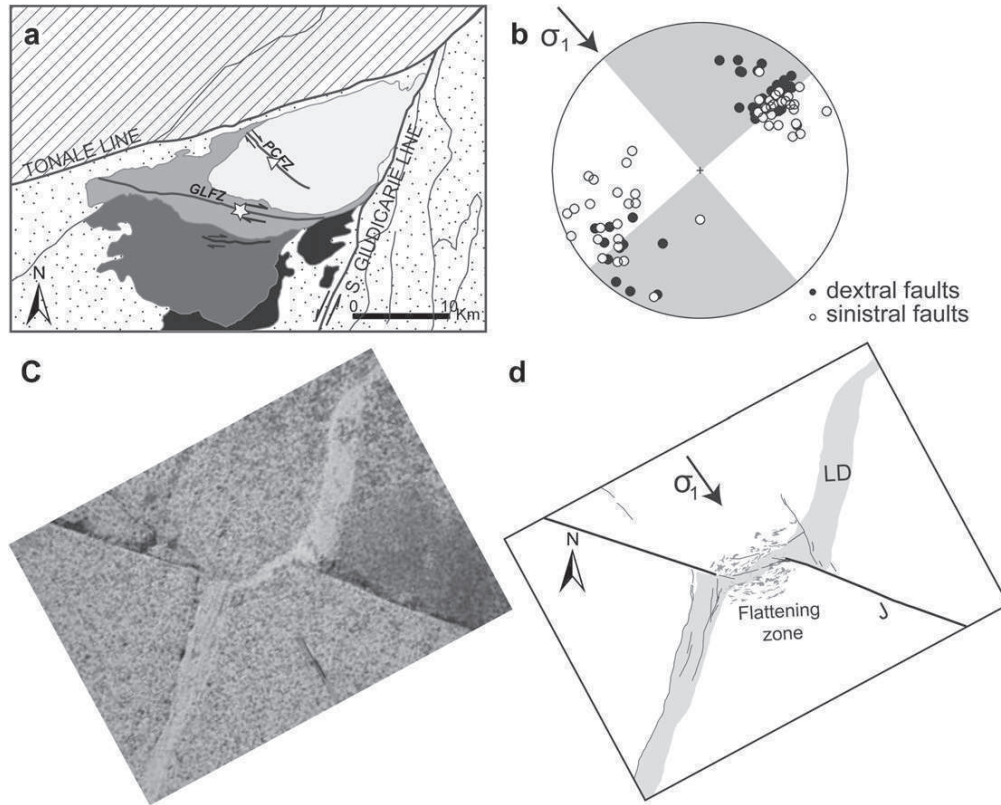 a
TONALE LINE
PCFZ
GLFZ
S. GIUDICARIE LINE
N
0 10 Km
b
σ1
dextral faults
sinistral faults
C
d
σ1
LD
N
Flattening
zone
J